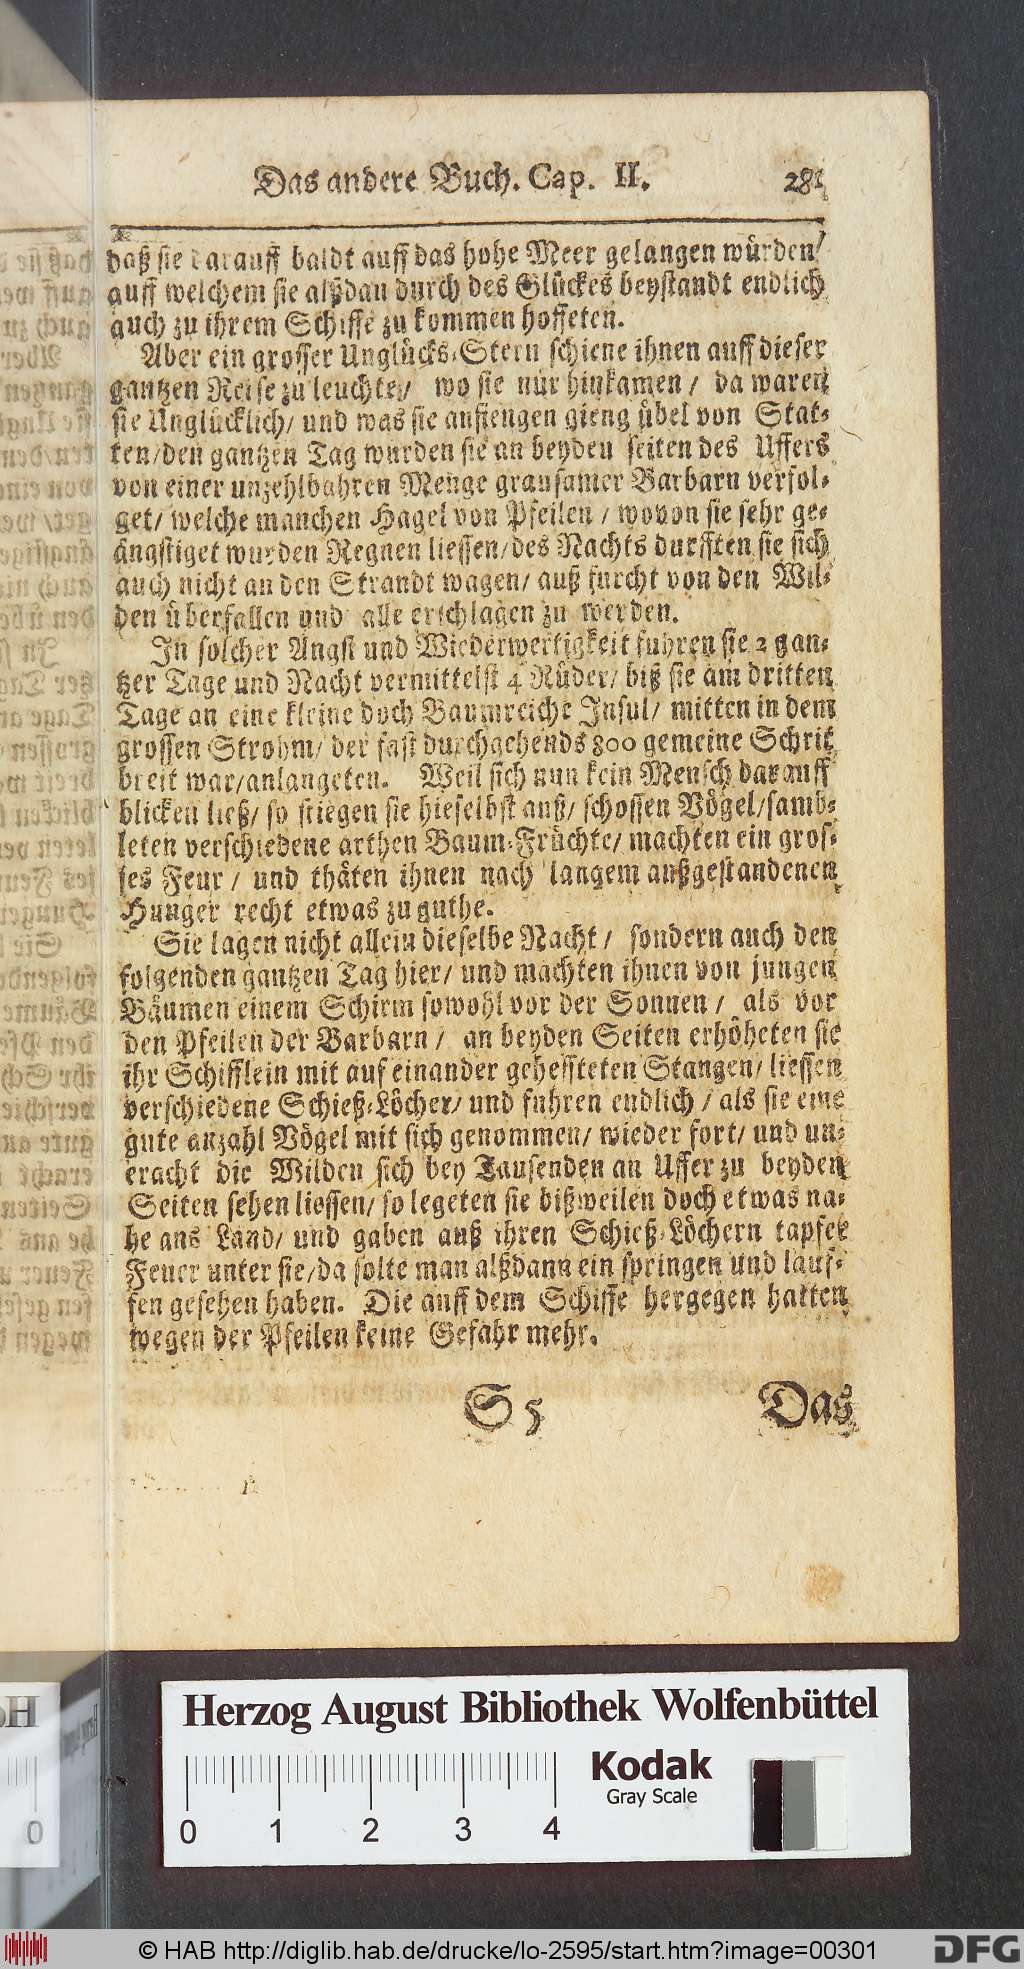 Das andere Buch. Cap. II. 281
daß sie darauff baldt auff das hohe Meer gelangen würden/
auff welchem sie alßdan durch des Glückes beystandt endlich
auch zu ihrem Schiffe zu kommen hoffeten.
Aber ein grosser Unglücks-Stern schiene ihnen auff dieser
gantzen Reise zu leuchten/ wo sie nur hinkamen/ da waren
sie Unglücklich/ und was sie anfiengen gieng übel von Stat-
ten/den gantzen Tag wurden sie an beyden seiten des Uffers
von einer unzehlbahren Menge grausamer Barbarn verfol-
get/ welche manchen Hagel von Pfeilen/ wovon sie sehr ge-
ängstiget wurden Regnen liessen/des Nachts durfften sie sich
auch nicht an den Strandt wagen/ auß furcht von den Wil-
den überfallen und alle erschlagen zu werden.
In solcher Angst und Wiederwertigkeit fuhren sie 2 gan-
tzer Tage und Nacht vermittelst 4 Rüder/ biß sie am dritten
Tage an eine kleine doch Baumreiche Insul/ mitten in dem
grossen Strohm/ der fast durchgehends 800 gemeine Schrit
breit war/anlangeten. Weil sich nun kein Mensch darauff
blicken ließ/ so stiegen sie hieselbst auß/ schossen Vögel/samb-
leten verschiedene arthen Baum-Früchte/ machten ein gros-
ses Feur/ und thäten ihnen nach langem außgestandenen
Hunger recht etwas zu guthe.
Sie lagen nicht allein dieselbe Nacht/ sondern auch den
folgenden gantzen Tag hier/ und machten ihnen von jungen
Bäumen einem Schirm sowohl vor der Sonnen/ als vor
den Pfeilen der Barbarn/ an beyden Seiten erhöheten sie
ihr Schifflein mit auf einander geheffteten Stangen/ liessen
verschiedene Schieß-Löcher/ und fuhren endlich/ als sie eine
gute anzahl Vögel mit sich genommen/ wieder fort/ und un-
eracht die Wilden sich bey Tausenden an Uffer zu beyden
Seiten sehen liessen/ so legeten sie bißweilen doch etwas na-
he ans Land/ und gaben auß ihren Schieß-Löchern tapfer
Feuer unter sie/da solte man alßdann ein springen und lauf-
fen gesehen haben. Die auff dem Schiffe hergegen hatten
wegen der Pfeilen keine Gefahr mehr.
S 5 Das
Herzog August Bibliothek Wolfenbüttel
Kodak
Gray Scale
0 1 2 3 4
0
© HAB http://diglib.hab.de/drucke/lo-2595/start.htm?image=00301
DFG